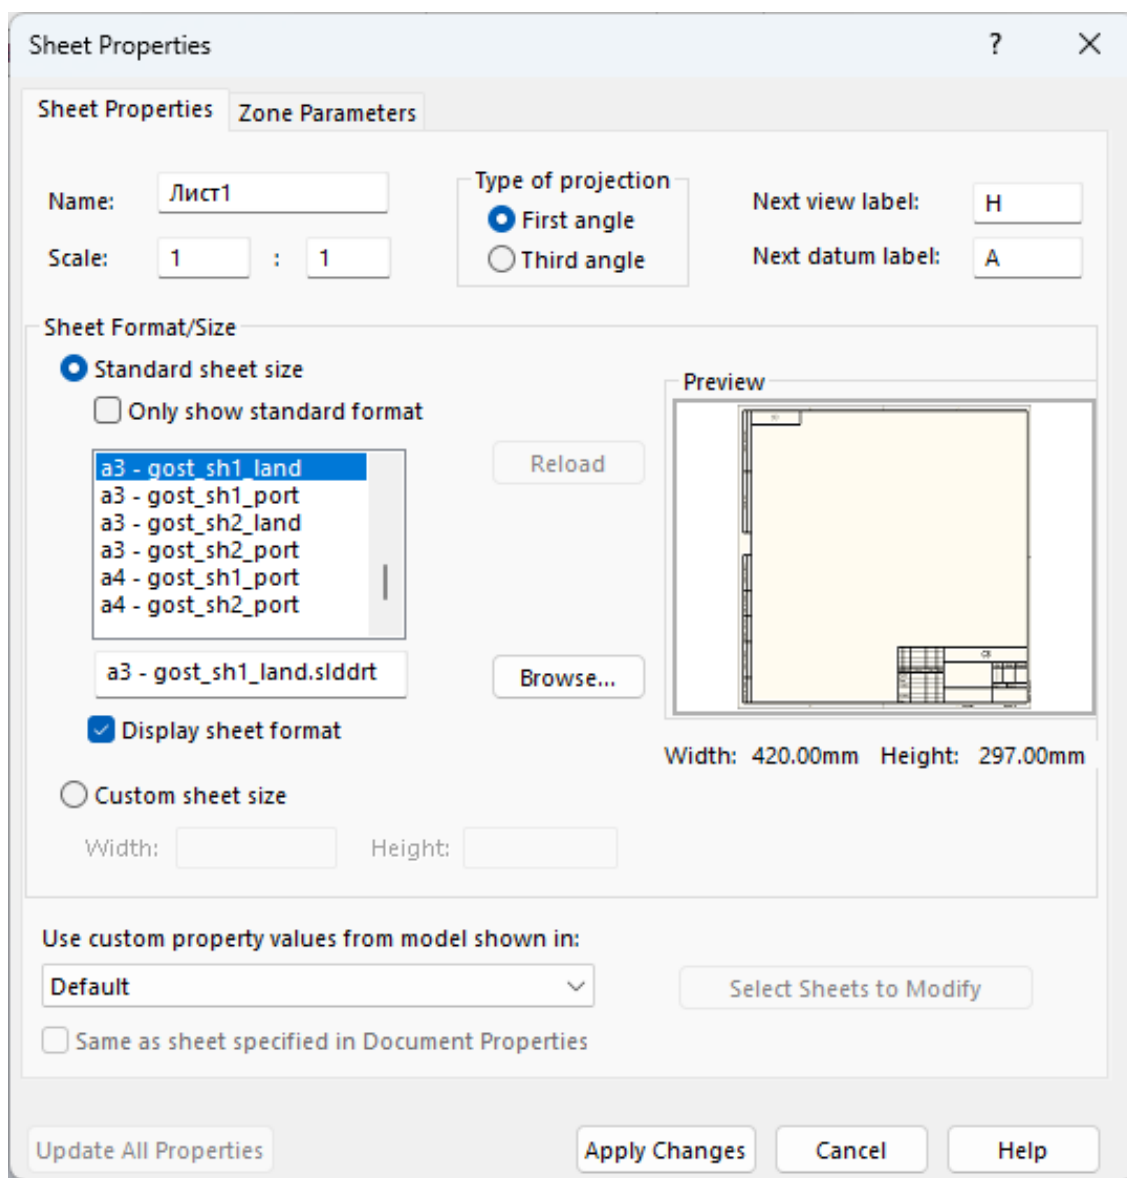 Sheet Properties
?
Sheet Properties
Zone Parameters
Name:
Лист1
Scale:
1
:
1
Type of projection
First angle
Third angle
Next view label:
H
Next datum label:
A
Sheet Format/Size
Standard sheet size
Only show standard format
a3 - gost_sh1_land
a3 - gost_sh1_port
a3 - gost_sh2_land
a3 - gost_sh2_port
a4 - gost_sh1_port
a4 - gost_sh2_port
Reload
a3 - gost_sh1_land.slddrt
Browse...
Display sheet format
Preview
Width: 420.00mm Height: 297.00mm
Custom sheet size
Width:
Height:
Use custom property values from model shown in:
Default
Select Sheets to Modify
Same as sheet specified in Document Properties
Update All Properties
Apply Changes
Cancel
Help